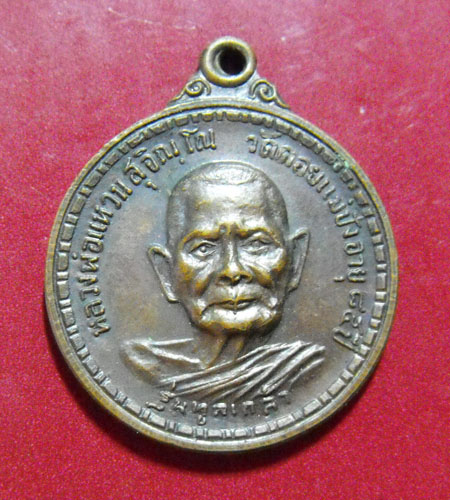 หลวงพ่อแหวน สุจิณฺโณ วัดดอยแม่ปั๋ง อายุ ๘๙ ปี
รุ่นทูลเกล้า